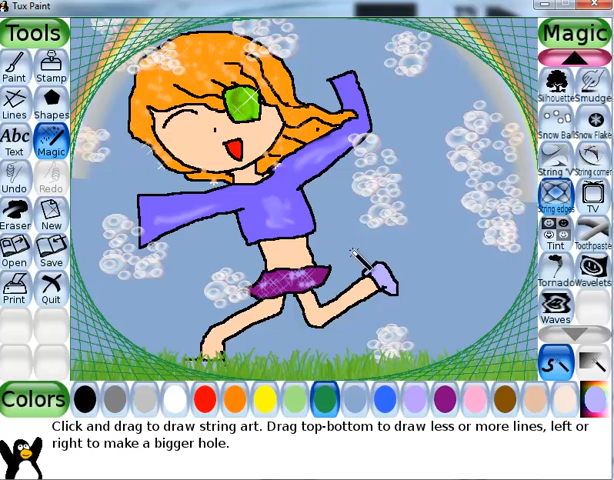 Tux Paint
Tools
Magic
Paint
Stamp
Lines
Shapes
Abc
Text
Magic
Undo
Redo
Eraser
New
Open
Save
Print
Quit
Silhouette
Smudge
Snow Ball
Snow Flake
String "V"
String corner
String edges
TV
Tint
Toothpaste
Tornado
Wavelets
Waves
Colors
Click and drag to draw string art. Drag top-bottom to draw less or more lines, left or
right to make a bigger hole.